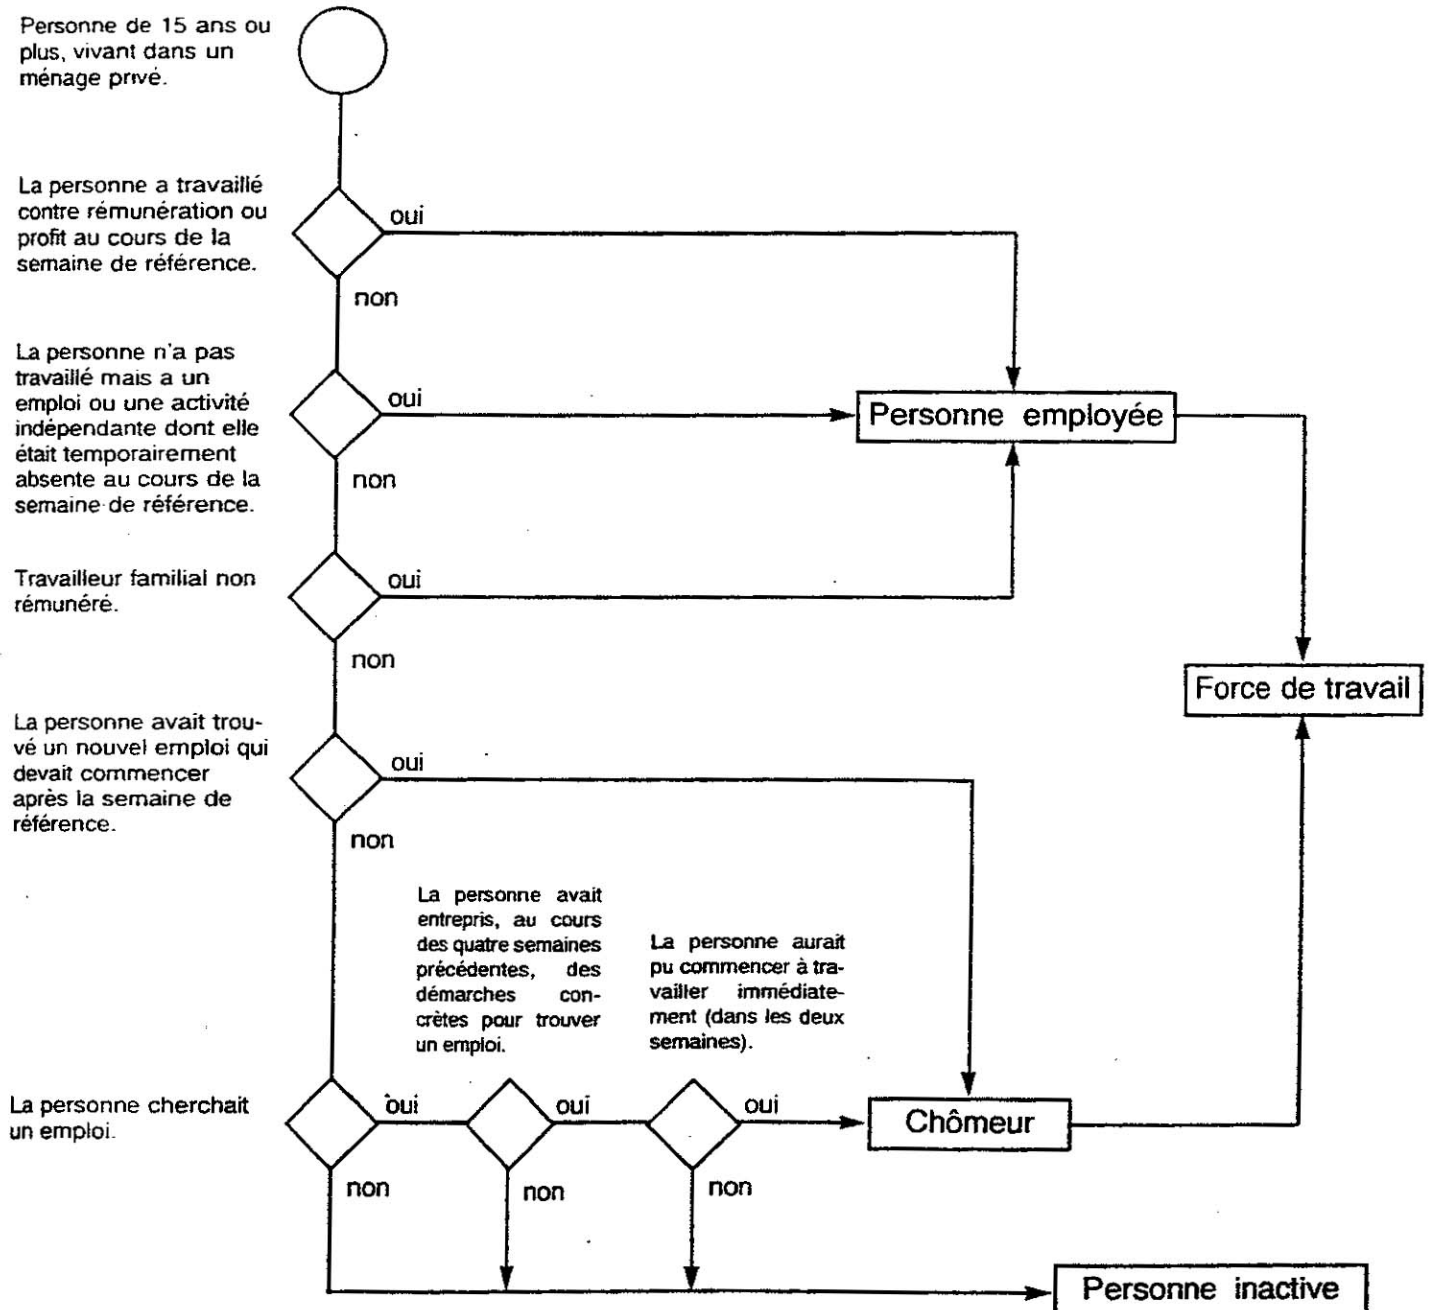 Personne de 15 ans ou
plus, vivant dans un
ménage privé.
La personne a travaillé
contre rémunération ou
profit au cours de la
semaine de référence.
oui
non
La personne n'a pas
travaillé mais a un
emploi ou une activité
indépendante dont elle
était temporairement
absente au cours de la
semaine de référence.
oui
Personne employée
non
Travailleur familial non
rémunéré.
oui
non
Force de travail
La personne avait trou-
vé un nouvel emploi qui
devait commencer
après la semaine de
référence.
oui
non
La personne avait
entrepris, au cours
des quatre semaines
précédentes, des
démarches con-
crètes pour trouver
un emploi.
La personne aurait
pu commencer à tra-
vailler immédiate-
ment (dans les deux
semaines).
La personne cherchait
un emploi.
oui
oui
oui
Chômeur
non
non
non
Personne inactive